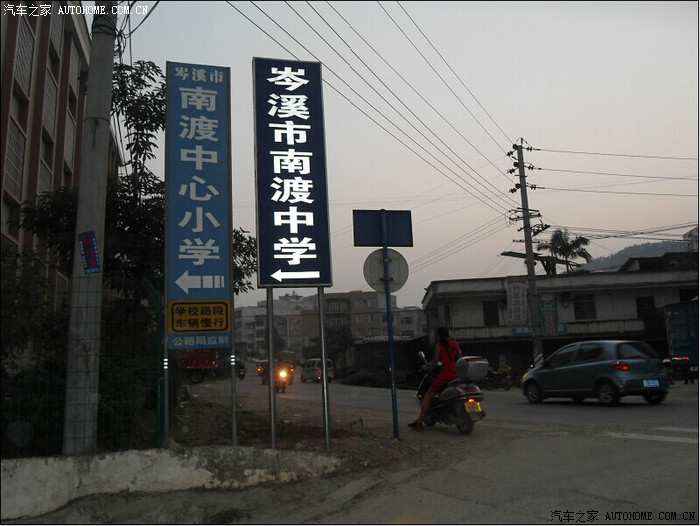 汽车之家 AUTOHOME.COM.CN
岑溪市
南渡中心小学
学校路段
车辆慢行
公路局监制
岑溪市南渡中学
汽车之家 AUTOHOME.COM.CN